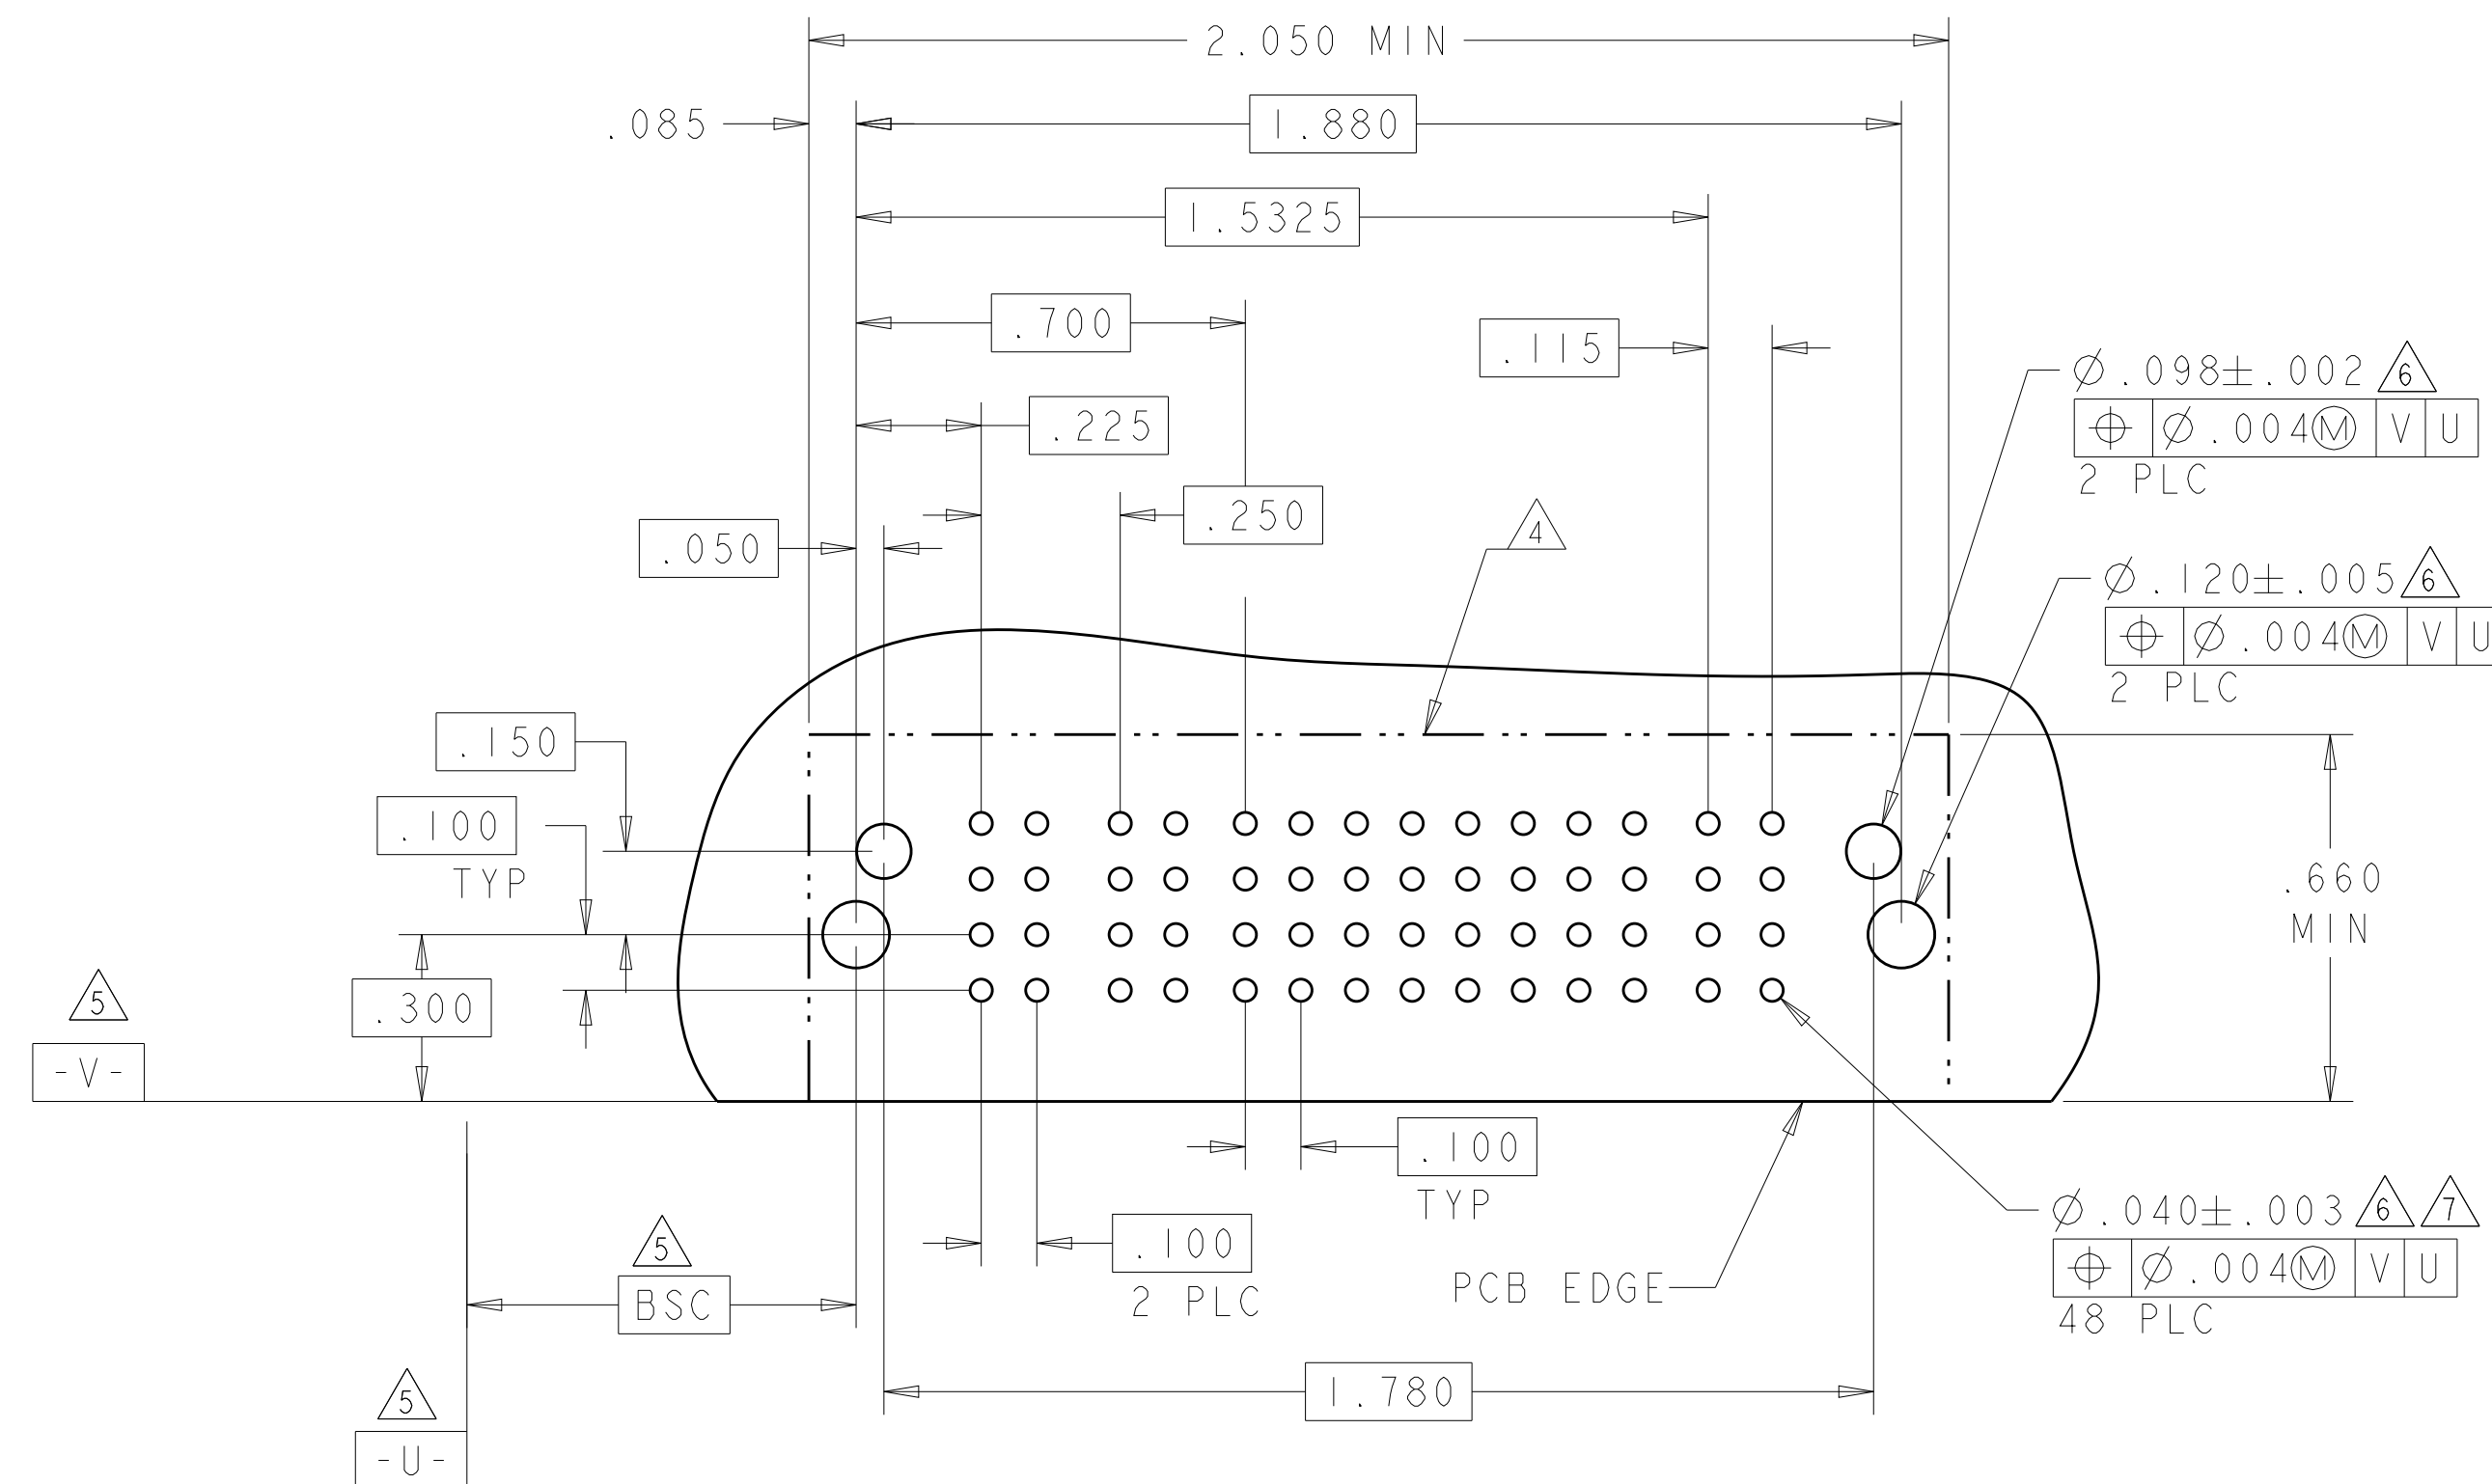 2.050 MIN
.085
1.880
1.5325
.700
.115
⌀.098±.002 6
⌖ ⌀.004Ⓜ V U
2 PLC
.225
.250
.050
4
⌀.120±.005 6
⌖ ⌀.004Ⓜ V U
2 PLC
.150
.100
TYP
.660
MIN
.300
5
-V-
.100
TYP
.100
2 PLC
5
BSC
PCB EDGE
⌀.040±.003 6 7
⌖ ⌀.004Ⓜ V U
48 PLC
1.780
5
-U-